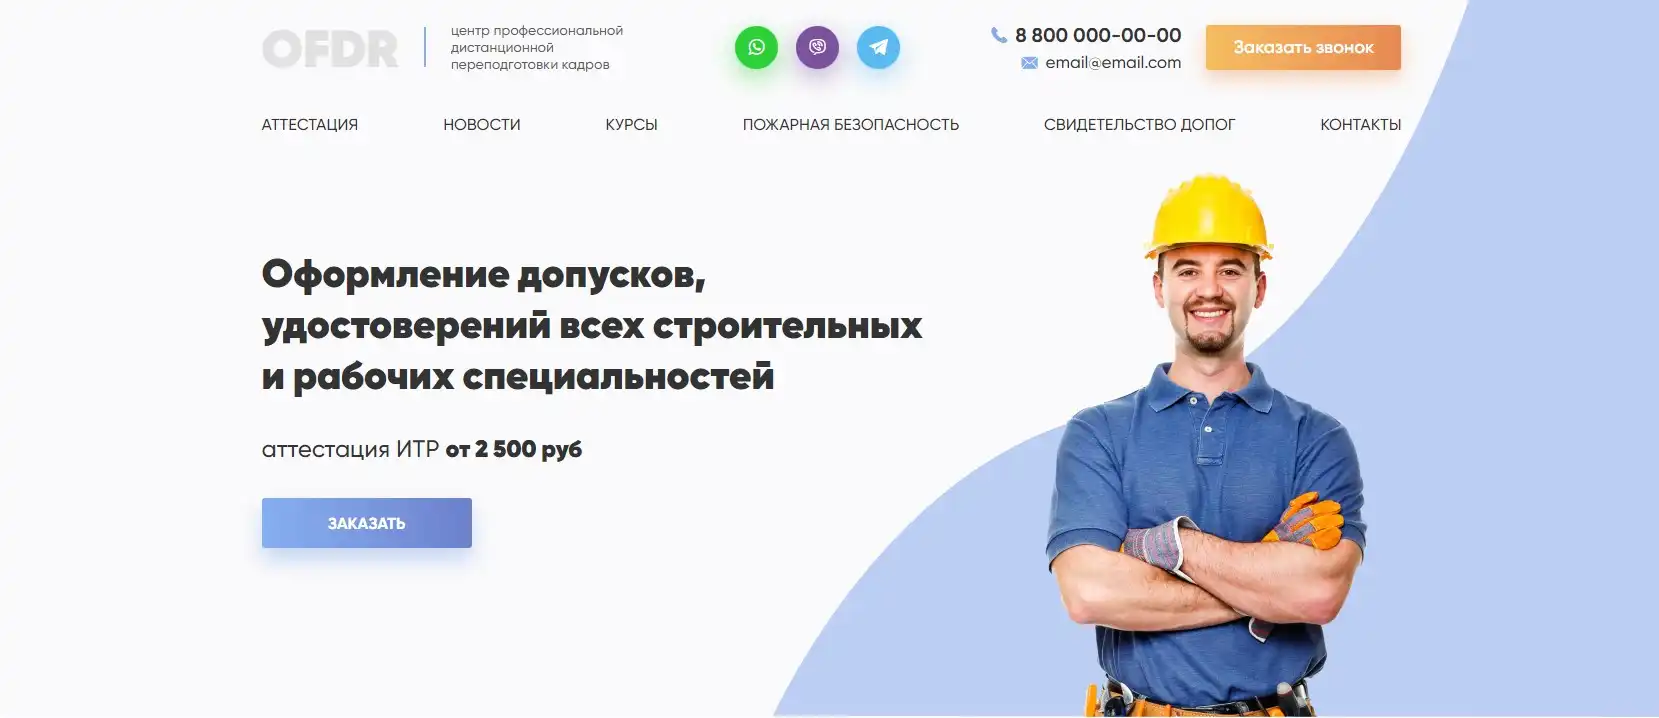 OFDR
центр профессиональной
дистанционной
переподготовки кадров
8 800 000-00-00
email@email.com
Заказать звонок
АТТЕСТАЦИЯ
НОВОСТИ
КУРСЫ
ПОЖАРНАЯ БЕЗОПАСНОСТЬ
СВИДЕТЕЛЬСТВО ДОПОГ
КОНТАКТЫ
Оформление допусков,
удостоверений всех строительных
и рабочих специальностей
аттестация ИТР от 2 500 руб
ЗАКАЗАТЬ